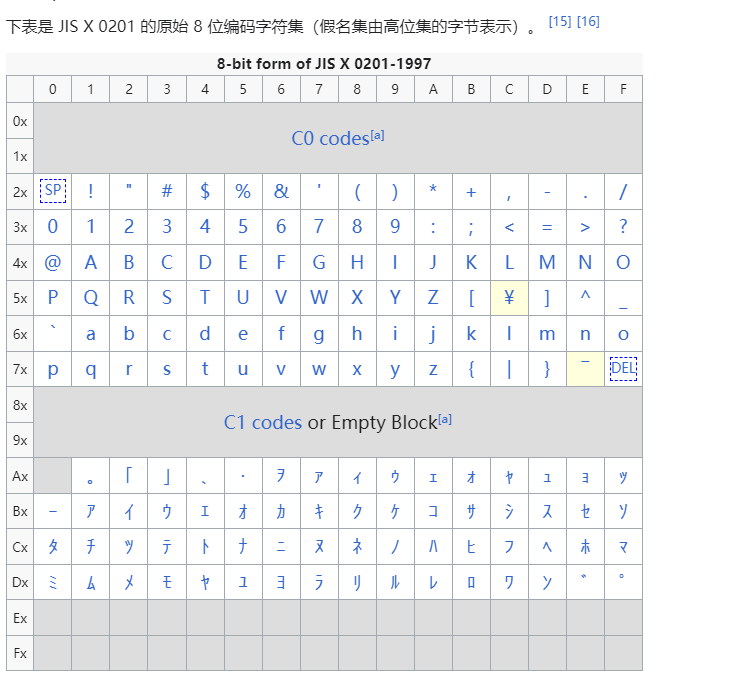 下表是 JIS X 0201 的原始 8 位编码字符集（假名集由高位集的字节表示）。 [15] [16]
8-bit form of JIS X 0201-1997
0 1 2 3 4 5 6 7 8 9 A B C D E F
0x
C0 codes[a]
1x
2x SP ! " # $ % & ' ( ) * + , - . /
3x 0 1 2 3 4 5 6 7 8 9 : ; < = > ?
4x @ A B C D E F G H I J K L M N O
5x P Q R S T U V W X Y Z [ ¥ ] ^ _
6x ` a b c d e f g h i j k l m n o
7x p q r s t u v w x y z { | } ‾ DEL
8x
C1 codes or Empty Block[a]
9x
Ax ｡ ｢ ｣ ､ ･ ｦ ｧ ｨ ｩ ｪ ｫ ｬ ｭ ｮ ｯ
Bx ｰ ｱ ｲ ｳ ｴ ｵ ｶ ｷ ｸ ｹ ｺ ｻ ｼ ｽ ｾ ｿ
Cx ﾀ ﾁ ﾂ ﾃ ﾄ ﾅ ﾆ ﾇ ﾈ ﾉ ﾊ ﾋ ﾌ ﾍ ﾎ ﾏ
Dx ﾐ ﾑ ﾒ ﾓ ﾔ ﾕ ﾖ ﾗ ﾘ ﾙ ﾚ ﾛ ﾜ ﾝ ﾞ ﾟ
Ex
Fx